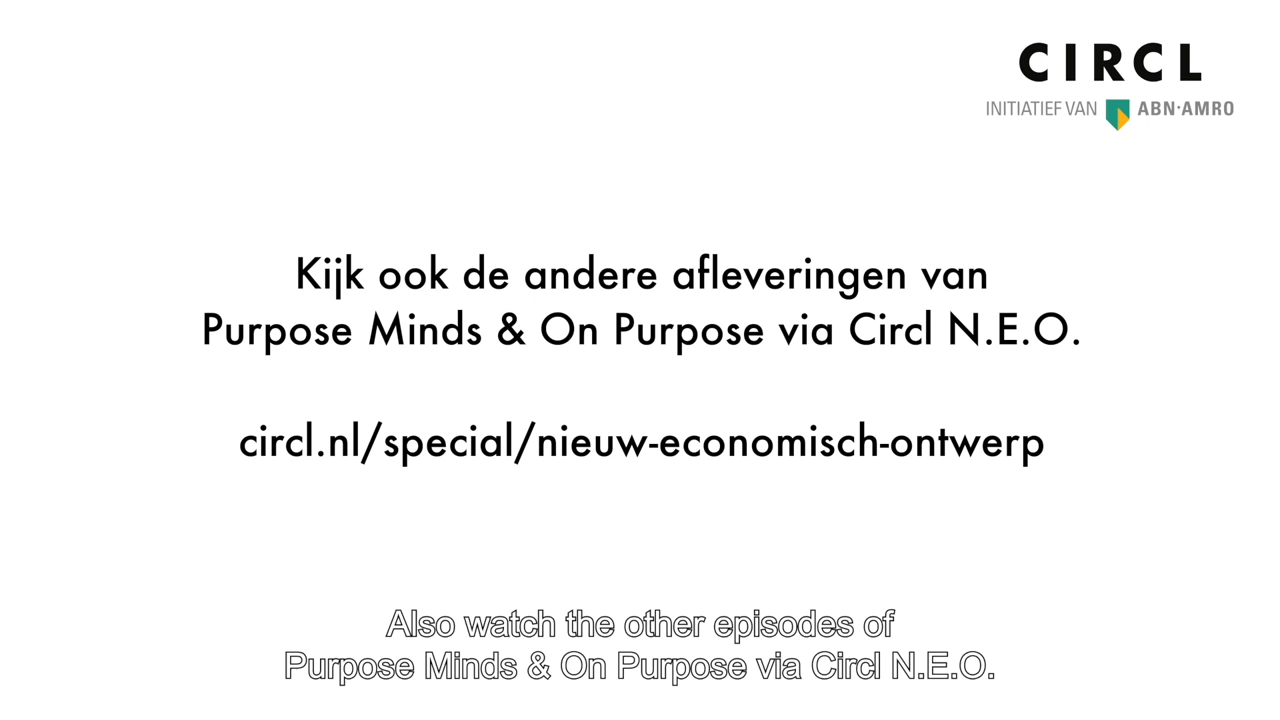 CIRCL
INITIATIEF VAN ABN·AMRO
Kijk ook de andere afleveringen van
Purpose Minds & On Purpose via Circl N.E.O.
circl.nl/special/nieuw-economisch-ontwerp
Also watch the other episodes of
Purpose Minds & On Purpose via Circl N.E.O.